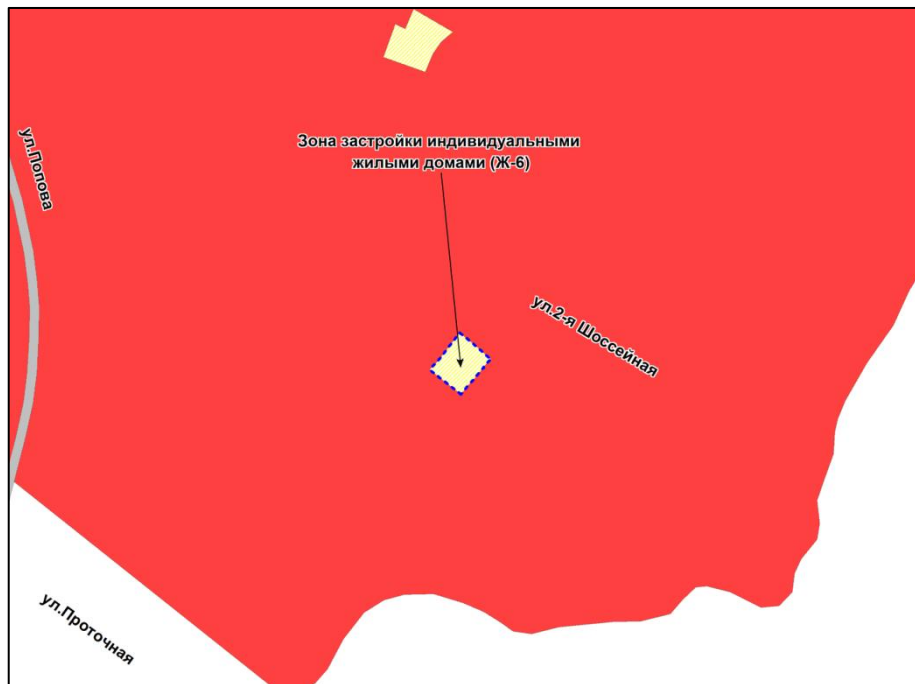 Зона застройки индивидуальными
жилыми домами (Ж-6)
ул.Попова
ул.2-я Шоссейная
ул.Проточная